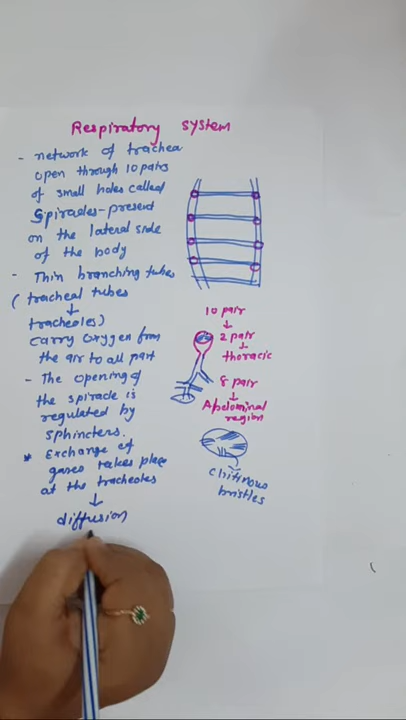 Respiratory system
- network of trachea
open through 10 pairs
of small holes called
Spiracles - present
on the lateral side
of the body
- Thin branching tubes
(tracheal tubes
↓
tracheoles)
carry oxygen from
the air to all part
- The opening of
the spiracle is
regulated by
sphincters.
* Exchange of
gases takes place
at the tracheoles
↓
diffusion
10 pair
↓
2 pair
↓
thoracic
8 pair
↓
Abdominal
region
chitinous
bristles